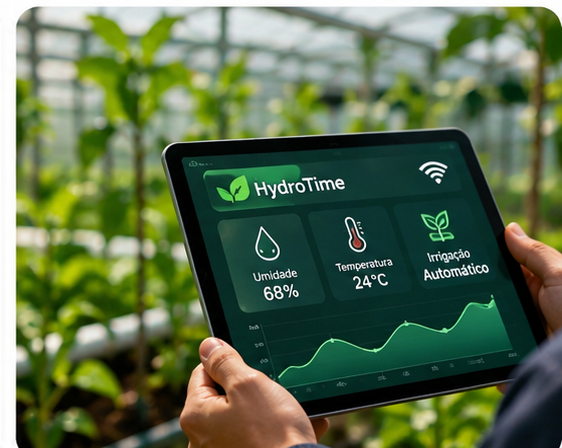 HydroTime
Umidade
68%
Temperatura
24°C
Irrigação
Automático